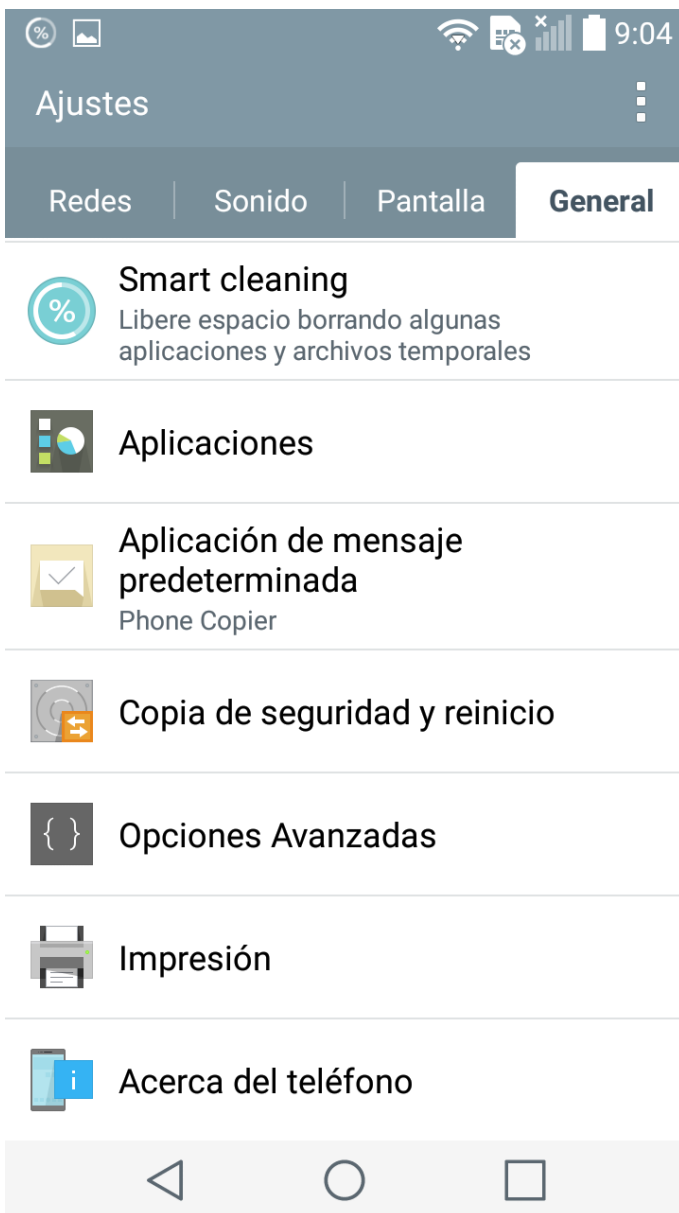 % 9:04
Ajustes
Redes Sonido Pantalla General
% Smart cleaning
Libere espacio borrando algunas
aplicaciones y archivos temporales
Aplicaciones
Aplicación de mensaje
predeterminada
Phone Copier
Copia de seguridad y reinicio
{ } Opciones Avanzadas
Impresión
i Acerca del teléfono